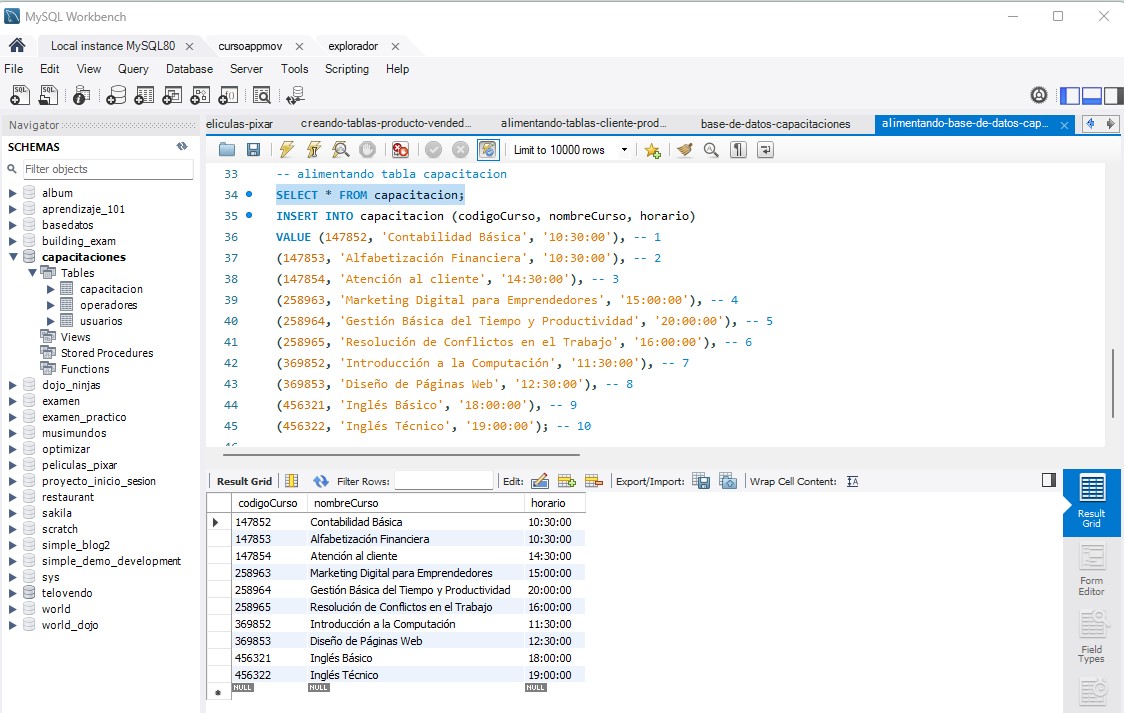 MySQL Workbench
Local instance MySQL80 cursoappmov explorador
File Edit View Query Database Server Tools Scripting Help
Navigator
SCHEMAS
Filter objects
album
aprendizaje_101
basedatos
building_exam
capacitaciones
Tables
capacitacion
operadores
usuarios
Views
Stored Procedures
Functions
dojo_ninjas
examen
examen_practico
musimundos
optimizar
peliculas_pixar
proyecto_inicio_sesion
restaurant
sakila
scratch
simple_blog2
simple_demo_development
sys
telovendo
world
world_dojo
eliculas-pixar creando-tablas-producto-vended... alimentando-tablas-cliente-prod... base-de-datos-capacitaciones alimentando-base-de-datos-cap...
Limit to 10000 rows
33 -- alimentando tabla capacitacion
34 SELECT * FROM capacitacion;
35 INSERT INTO capacitacion (codigoCurso, nombreCurso, horario)
36 VALUE (147852, 'Contabilidad Básica', '10:30:00'), -- 1
37 (147853, 'Alfabetización Financiera', '10:30:00'), -- 2
38 (147854, 'Atención al cliente', '14:30:00'), -- 3
39 (258963, 'Marketing Digital para Emprendedores', '15:00:00'), -- 4
40 (258964, 'Gestión Básica del Tiempo y Productividad', '20:00:00'), -- 5
41 (258965, 'Resolución de Conflictos en el Trabajo', '16:00:00'), -- 6
42 (369852, 'Introducción a la Computación', '11:30:00'), -- 7
43 (369853, 'Diseño de Páginas Web', '12:30:00'), -- 8
44 (456321, 'Inglés Básico', '18:00:00'), -- 9
45 (456322, 'Inglés Técnico', '19:00:00'); -- 10
Result Grid Filter Rows: Edit: Export/Import: Wrap Cell Content:
codigoCurso nombreCurso horario
147852 Contabilidad Básica 10:30:00
147853 Alfabetización Financiera 10:30:00
147854 Atención al cliente 14:30:00
258963 Marketing Digital para Emprendedores 15:00:00
258964 Gestión Básica del Tiempo y Productividad 20:00:00
258965 Resolución de Conflictos en el Trabajo 16:00:00
369852 Introducción a la Computación 11:30:00
369853 Diseño de Páginas Web 12:30:00
456321 Inglés Básico 18:00:00
456322 Inglés Técnico 19:00:00
NULL NULL NULL
Result
Grid
Form
Editor
Field
Types